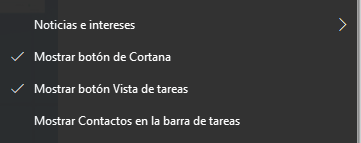 Noticias e intereses
Mostrar botón de Cortana
Mostrar botón Vista de tareas
Mostrar Contactos en la barra de tareas